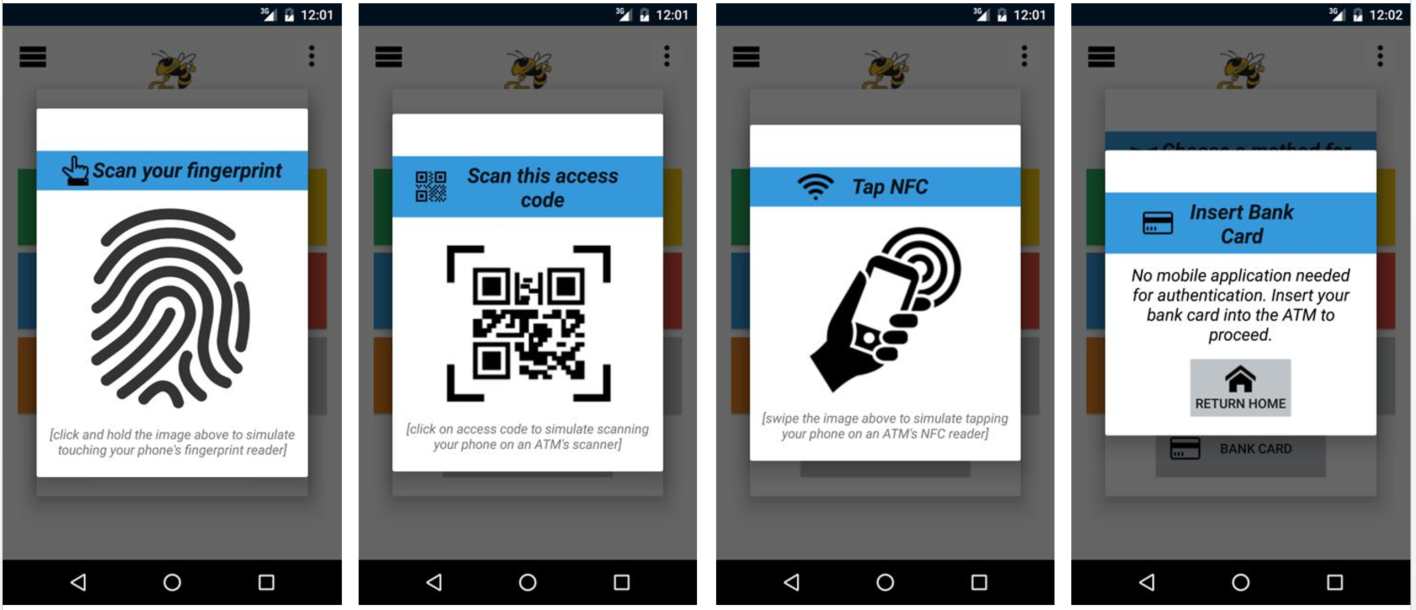 3G 12:01
Scan your fingerprint
[click and hold the image above to simulate
touching your phone's fingerprint reader]
3G 12:01
Scan this access
code
[click on access code to simulate scanning
your phone on an ATM's scanner]
3G 12:01
Tap NFC
[swipe the image above to simulate tapping
your phone on an ATM's NFC reader]
3G 12:02
Choose a method for
Insert Bank
Card
No mobile application needed
for authentication. Insert your
bank card into the ATM to
proceed.
RETURN HOME
BANK CARD